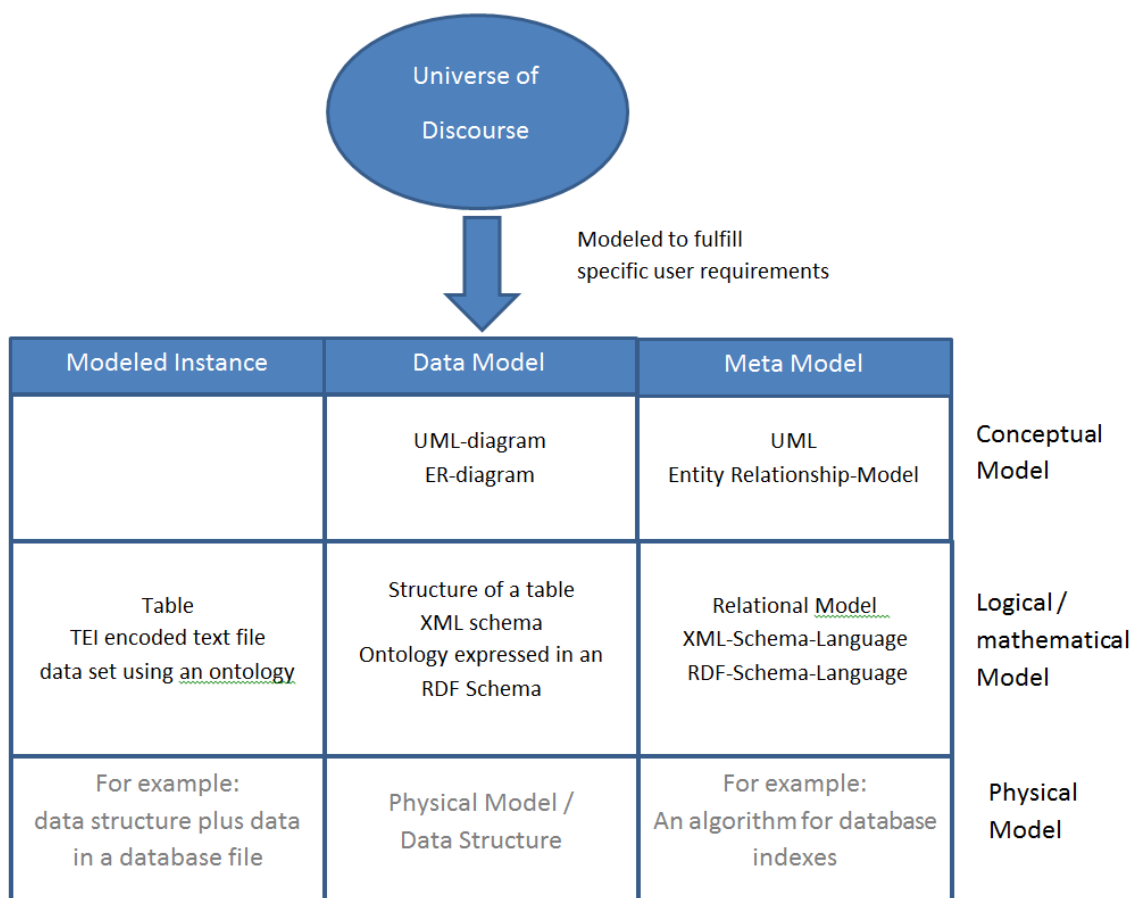 Universe of
Discourse
Modeled to fulfill
specific user requirements
Modeled Instance
Data Model
Meta Model
UML-diagram
ER-diagram
UML
Entity Relationship-Model
Conceptual
Model
Table
TEI encoded text file
data set using an ontology
Structure of a table
XML schema
Ontology expressed in an
RDF Schema
Relational Model
XML-Schema-Language
RDF-Schema-Language
Logical /
mathematical
Model
For example:
data structure plus data
in a database file
Physical Model /
Data Structure
For example:
An algorithm for database
indexes
Physical
Model